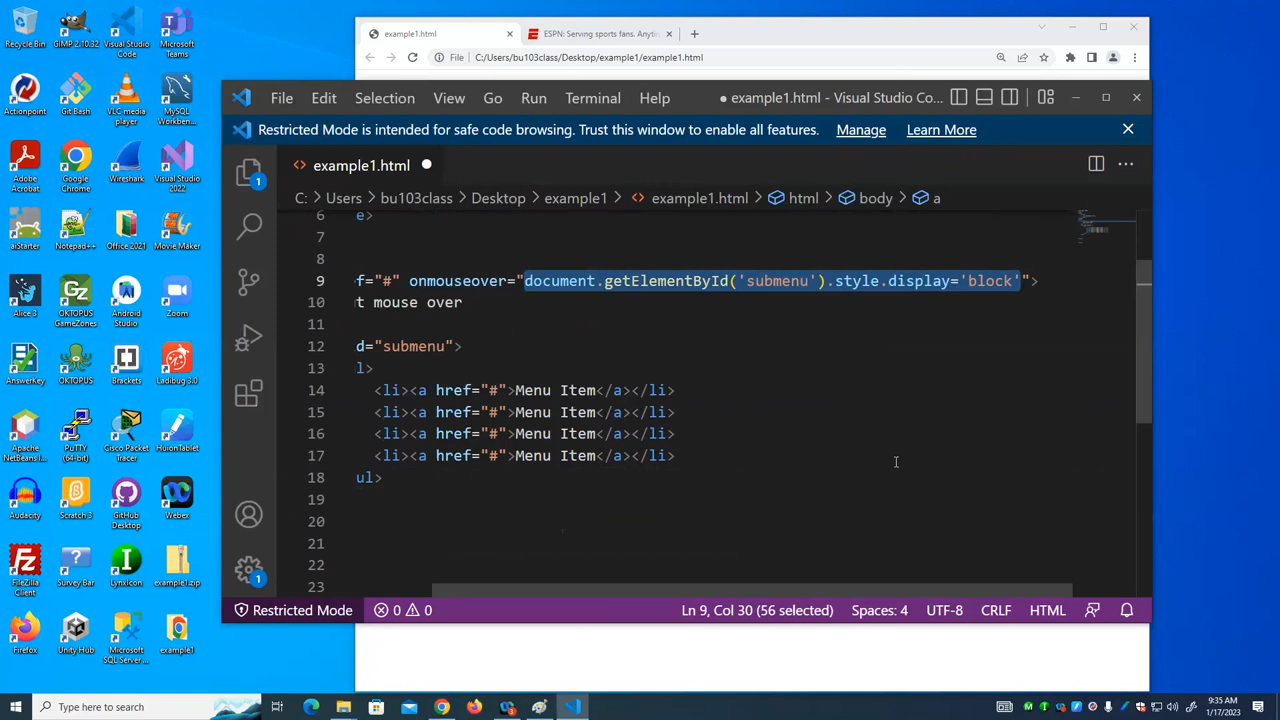 Recycle Bin
GIMP 2.10.32
Visual Studio Code
Microsoft Teams
Actionpoint
Git Bash
VLC media player
MySQL Workben...
Adobe Acrobat
Google Chrome
Wireshark
Visual Studio 2022
aiStarter
Notepad++
Office 2021
Movie Maker
Alice 3
OKTOPUS GameZones
Android Studio
Zoom
AnswerKey
OKTOPUS
Brackets
Ladibug 3.0
Apache NetBeans I...
PuTTY (64-bit)
Cisco Packet Tracer
HuionTablet
Audacity
Scratch 3
GitHub Desktop
Webex
FileZilla Client
Survey Bar
LynxIcon
example1.zip
Firefox
Unity Hub
Microsoft SQL Server ...
example1
example1.html
ESPN: Serving sports fans. Anyti
File C:/Users/bu103class/Desktop/example1/example1.html
File Edit Selection View Go Run Terminal Help
● example1.html - Visual Studio Co...
Restricted Mode is intended for safe code browsing. Trust this window to enable all features. Manage Learn More
example1.html
C: > Users > bu103class > Desktop > example1 > example1.html > html > body > a
6 e>
7
8
9 f="#" onmouseover="document.getElementById('submenu').style.display='block'">
10 t mouse over
11
12 d="submenu">
13 l>
14 <li><a href="#">Menu Item</a></li>
15 <li><a href="#">Menu Item</a></li>
16 <li><a href="#">Menu Item</a></li>
17 <li><a href="#">Menu Item</a></li>
18 ul>
19
20
21
22
23
1
1
Restricted Mode 0 0 Ln 9, Col 30 (56 selected) Spaces: 4 UTF-8 CRLF HTML
Type here to search
9:35 AM
1/17/2023